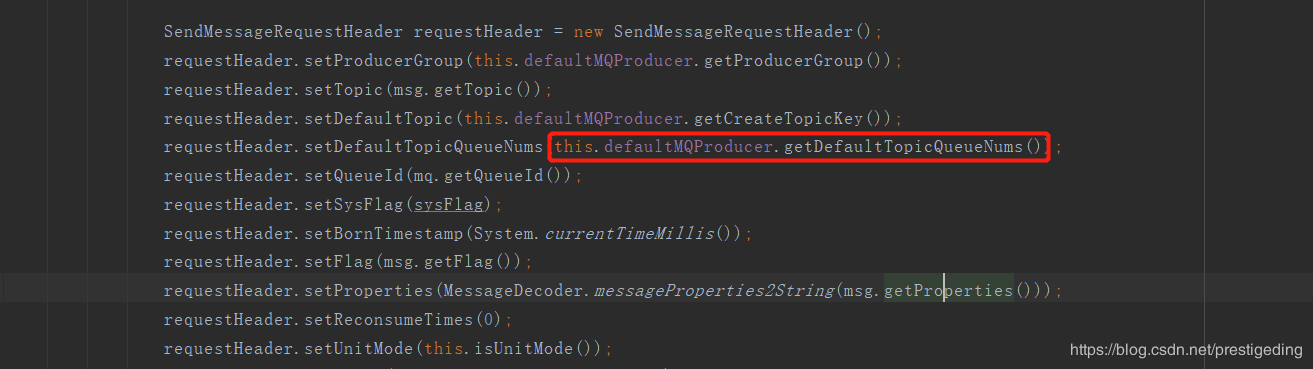 SendMessageRequestHeader requestHeader = new SendMessageRequestHeader();
requestHeader.setProducerGroup(this.defaultMQProducer.getProducerGroup());
requestHeader.setTopic(msg.getTopic());
requestHeader.setDefaultTopic(this.defaultMQProducer.getCreateTopicKey());
requestHeader.setDefaultTopicQueueNums(this.defaultMQProducer.getDefaultTopicQueueNums());
requestHeader.setQueueId(mq.getQueueId());
requestHeader.setSysFlag(sysFlag);
requestHeader.setBornTimestamp(System.currentTimeMillis());
requestHeader.setFlag(msg.getFlag());
requestHeader.setProperties(MessageDecoder.messageProperties2String(msg.getProperties()));
requestHeader.setReconsumeTimes(0);
requestHeader.setUnitMode(this.isUnitMode());
https://blog.csdn.net/prestigeding